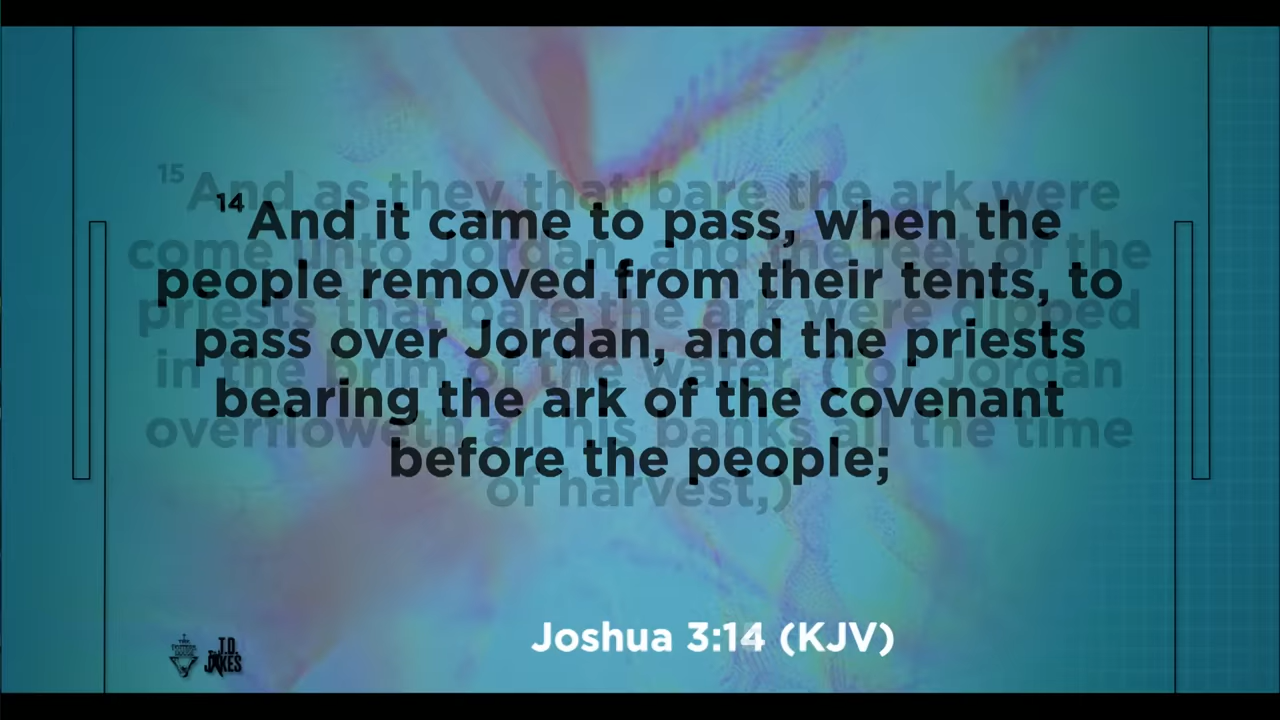 14 And it came to pass, when the
people removed from their tents, to
pass over Jordan, and the priests
bearing the ark of the covenant
before the people;
15 And as they that bare the ark were
come into Jordan, and the feet of the
priests that bare the ark were dipped
in the brim of the water, (for Jordan
overfloweth all his banks all the time
of harvest,)
Joshua 3:14 (KJV)
T.D.
JAKES